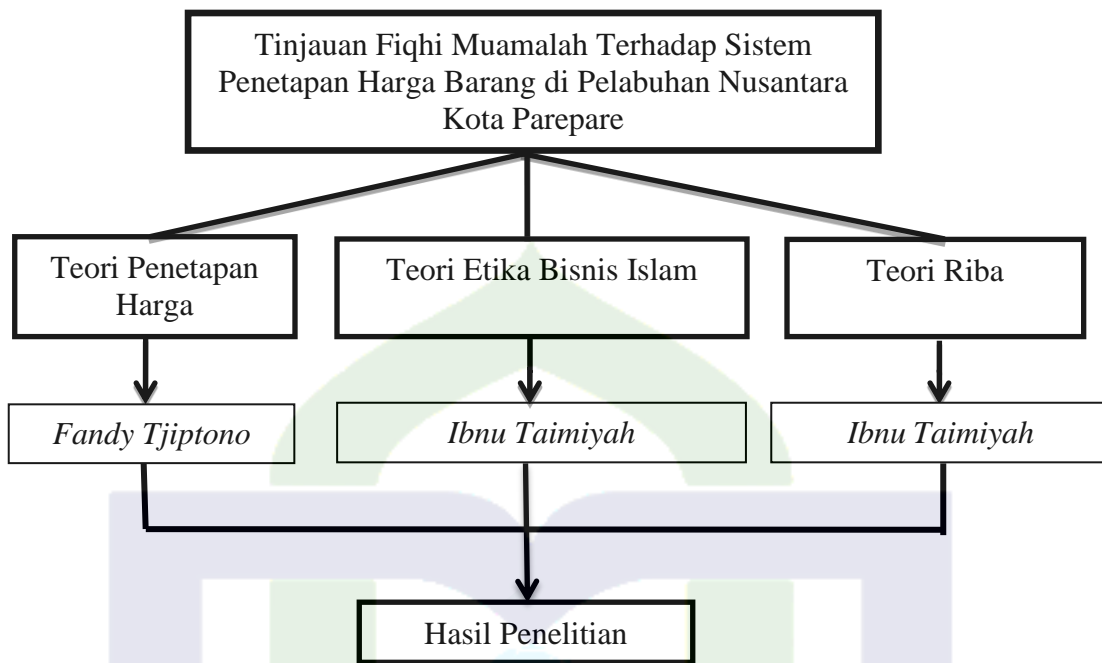 Tinjauan Fiqhi Muamalah Terhadap Sistem
Penetapan Harga Barang di Pelabuhan Nusantara
Kota Parepare
Teori Penetapan
Harga
Teori Etika Bisnis Islam
Teori Riba
Fandy Tjiptono
Ibnu Taimiyah
Ibnu Taimiyah
Hasil Penelitian